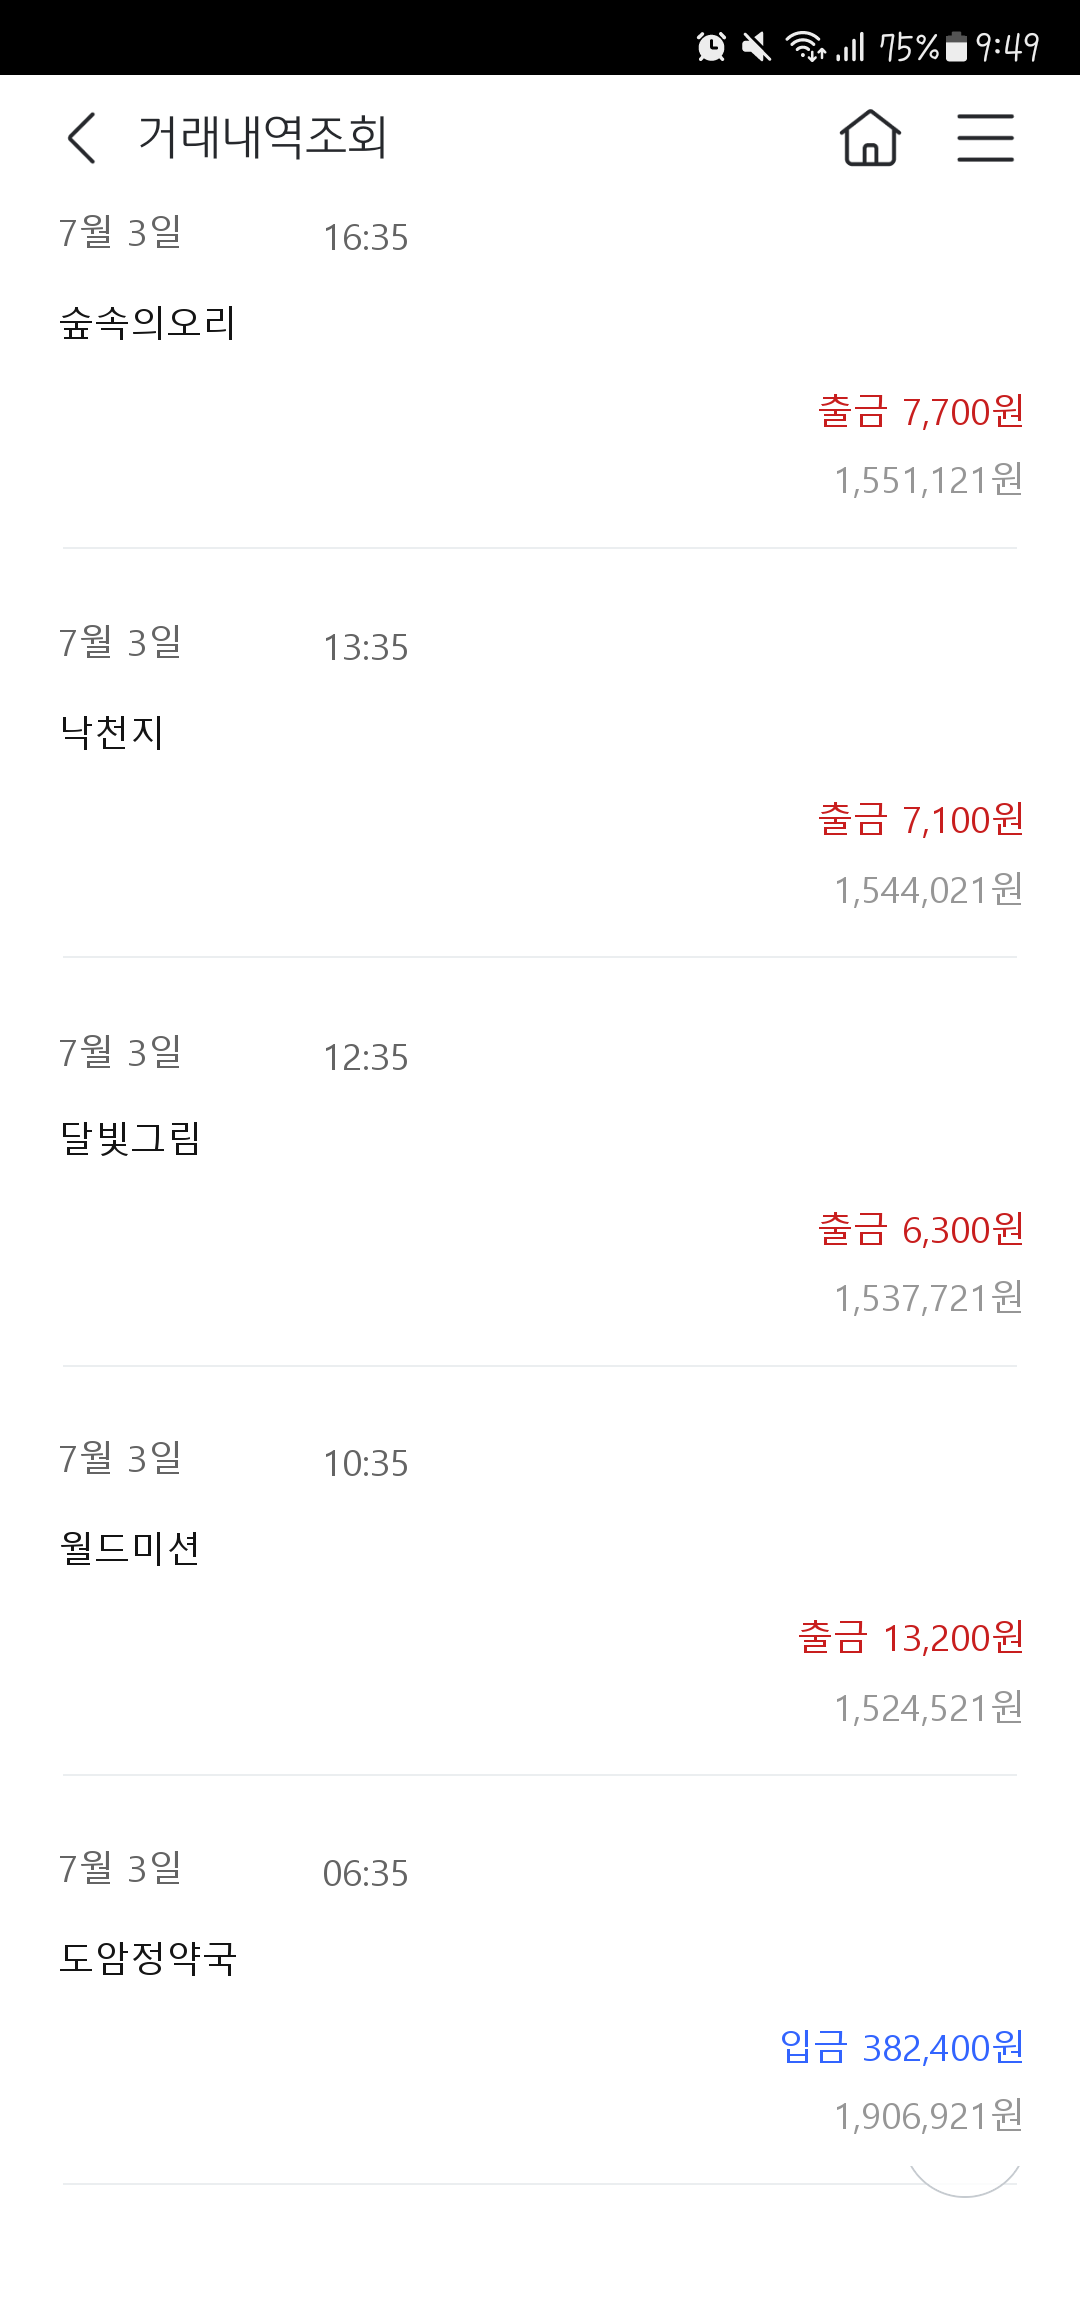 75% 9:49
거래내역조회
7월 3일 16:35
숲속의오리
출금 7,700원
1,551,121원
7월 3일 13:35
낙천지
출금 7,100원
1,544,021원
7월 3일 12:35
달빛그림
출금 6,300원
1,537,721원
7월 3일 10:35
월드미션
출금 13,200원
1,524,521원
7월 3일 06:35
도암정약국
입금 382,400원
1,906,921원